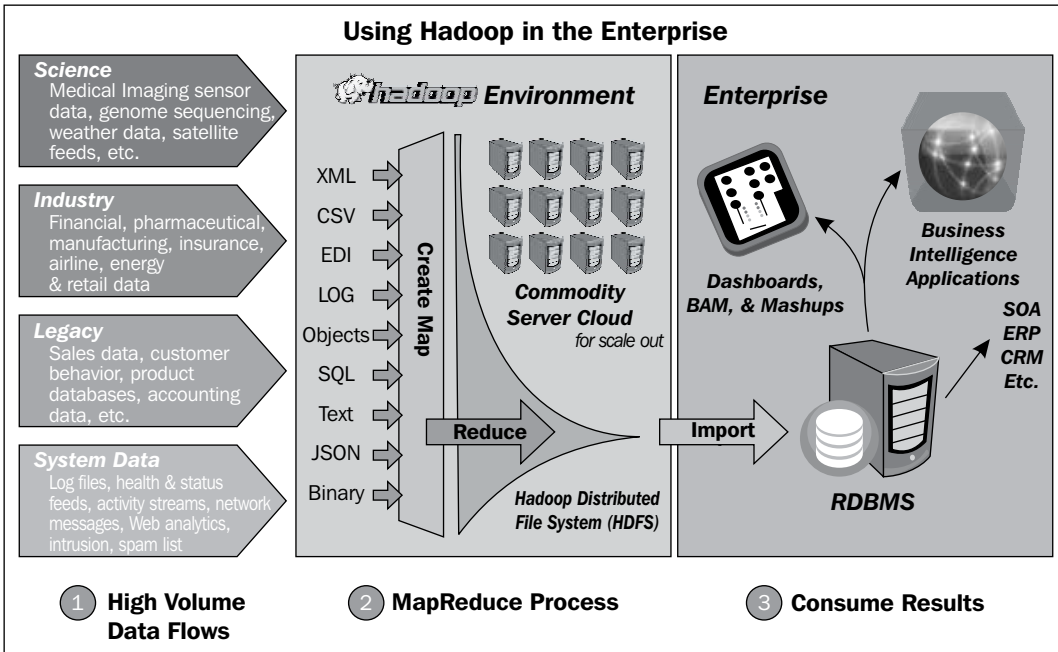 Using Hadoop in the Enterprise
Science
Medical Imaging sensor
data, genome sequencing,
weather data, satellite
feeds, etc.
Industry
Financial, pharmaceutical,
manufacturing, insurance,
airline, energy
& retail data
Legacy
Sales data, customer
behavior, product
databases, accounting
data, etc.
System Data
Log files, health & status
feeds, activity streams, network
messages, Web analytics,
intrusion, spam list
1 High Volume
Data Flows
hadoop Environment
XML
CSV
EDI
LOG
Objects
SQL
Text
JSON
Binary
Create Map
Reduce
Commodity
Server Cloud
for scale out
Hadoop Distributed
File System (HDFS)
2 MapReduce Process
Import
Enterprise
Dashboards,
BAM, & Mashups
Business
Intelligence
Applications
SOA
ERP
CRM
Etc.
RDBMS
3 Consume Results